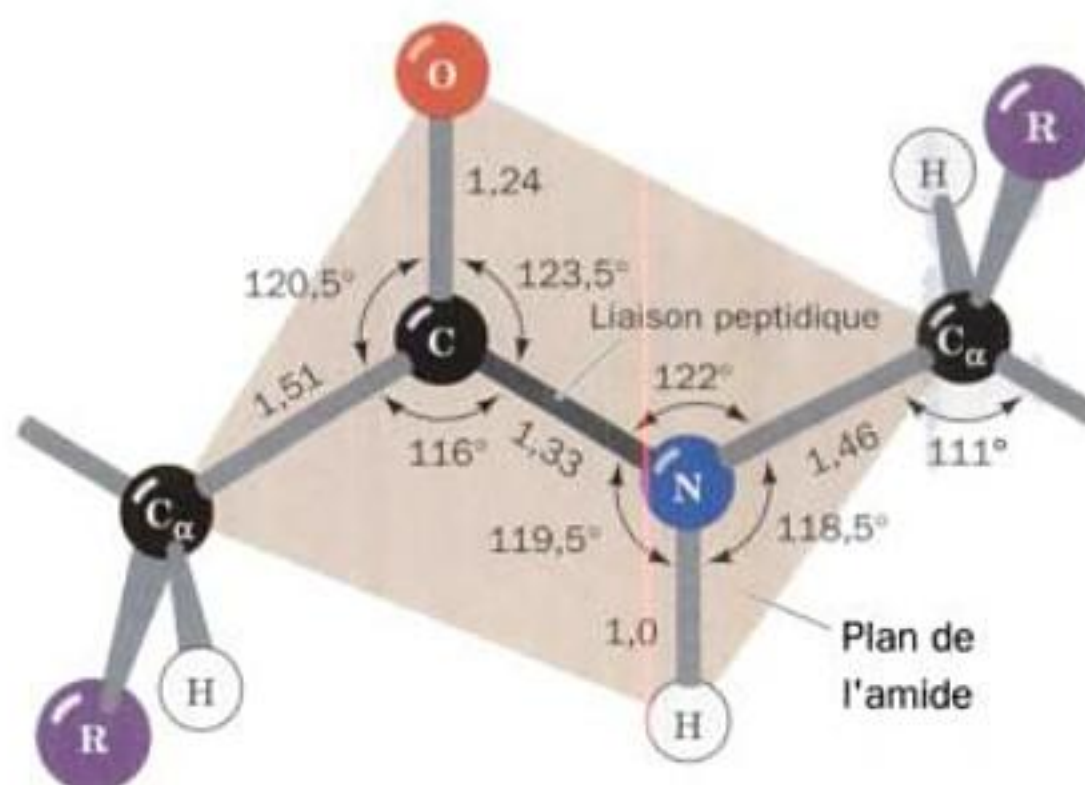 O
R
H
1,24
120,5°
123,5°
Liaison peptidique
C
Cα
122°
1,51
116°
1,33
1,46
111°
N
Cα
119,5°
118,5°
1,0
Plan de
l'amide
H
H
R